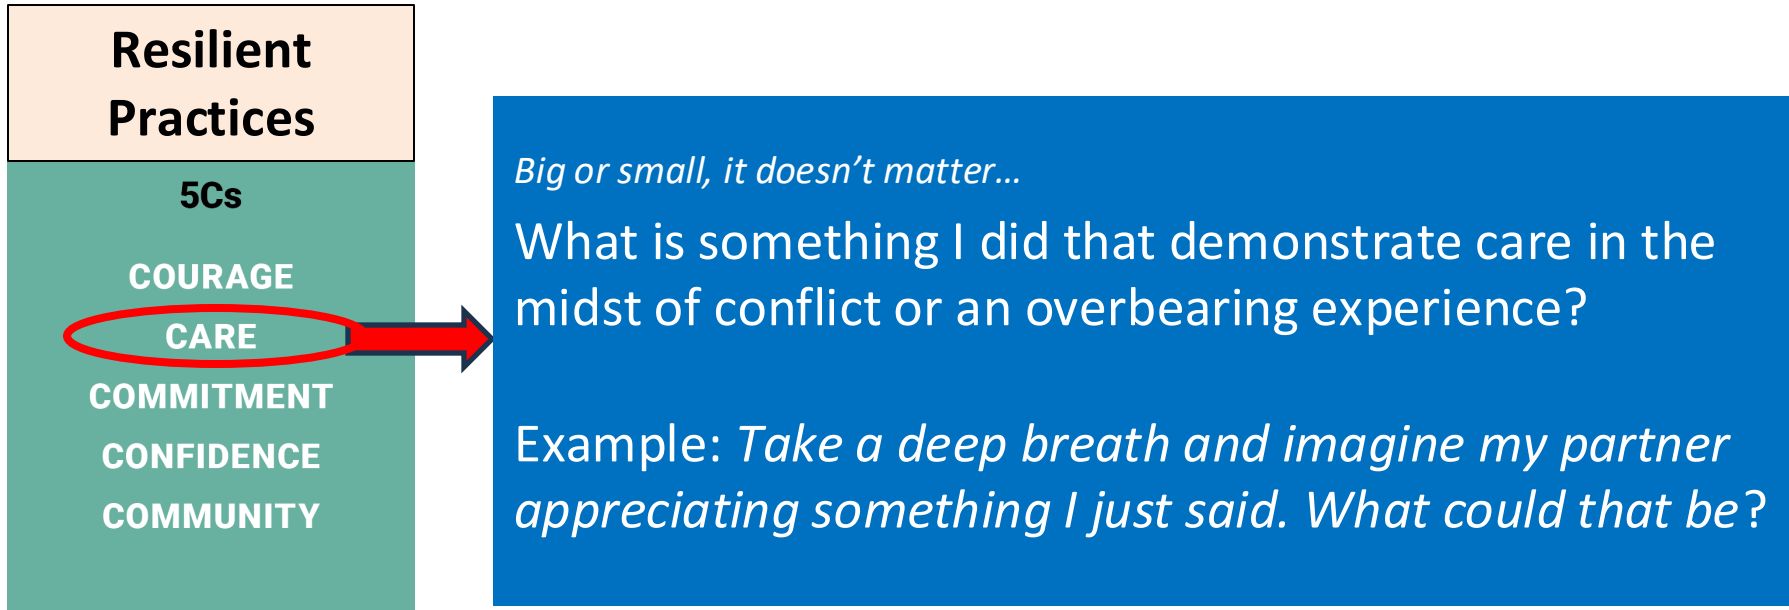 Resilient
Practices
5Cs
COURAGE
CARE
COMMITMENT
CONFIDENCE
COMMUNITY
Big or small, it doesn’t matter…
What is something I did that demonstrate care in the
midst of conflict or an overbearing experience?
Example: Take a deep breath and imagine my partner
appreciating something I just said. What could that be?